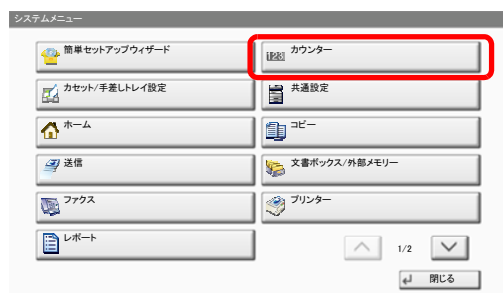 システムメニュー
簡単セットアップウィザード
カウンター
カセット/手差しトレイ設定
共通設定
ホーム
コピー
送信
文書ボックス/外部メモリー
ファクス
プリンター
レポート
1/2
閉じる